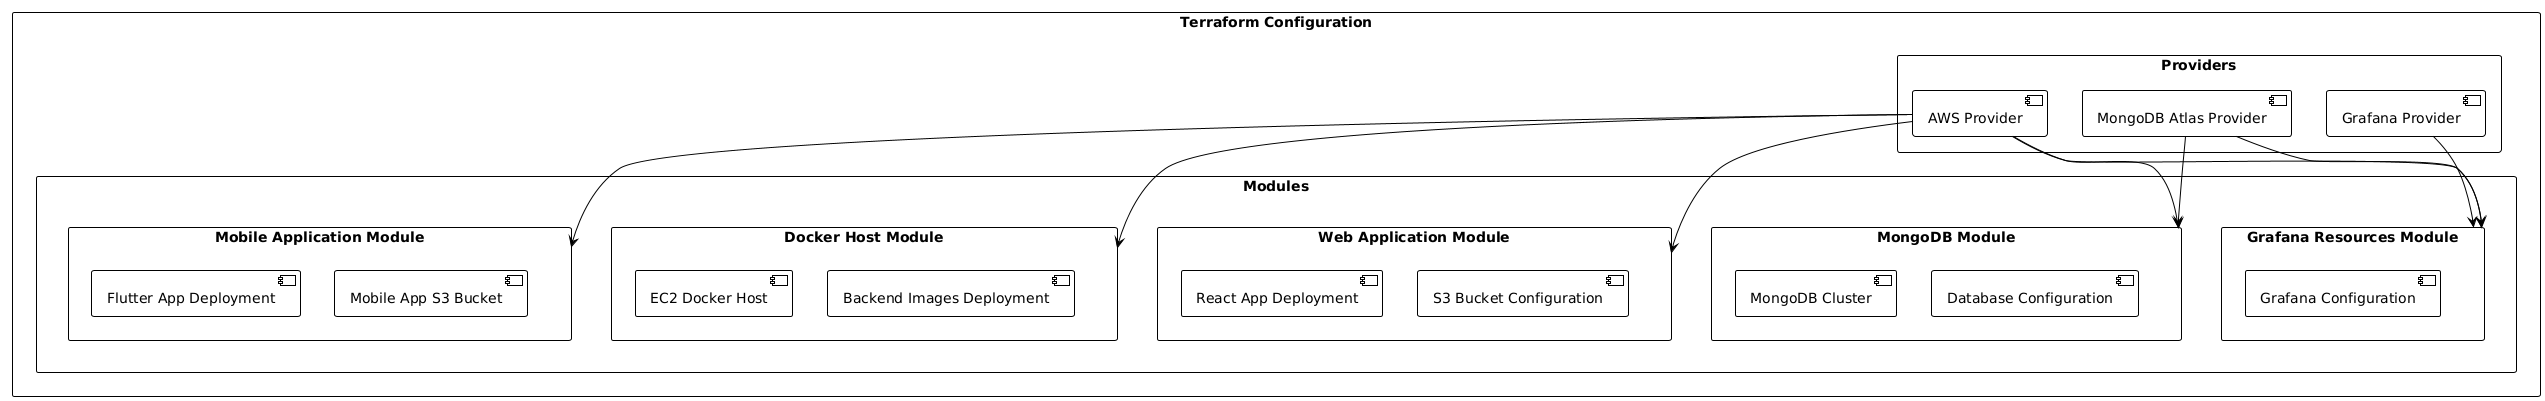 Terraform Configuration
Providers
AWS Provider
MongoDB Atlas Provider
Grafana Provider
Modules
Mobile Application Module
Flutter App Deployment
Mobile App S3 Bucket
Docker Host Module
EC2 Docker Host
Backend Images Deployment
Web Application Module
React App Deployment
S3 Bucket Configuration
MongoDB Module
MongoDB Cluster
Database Configuration
Grafana Resources Module
Grafana Configuration